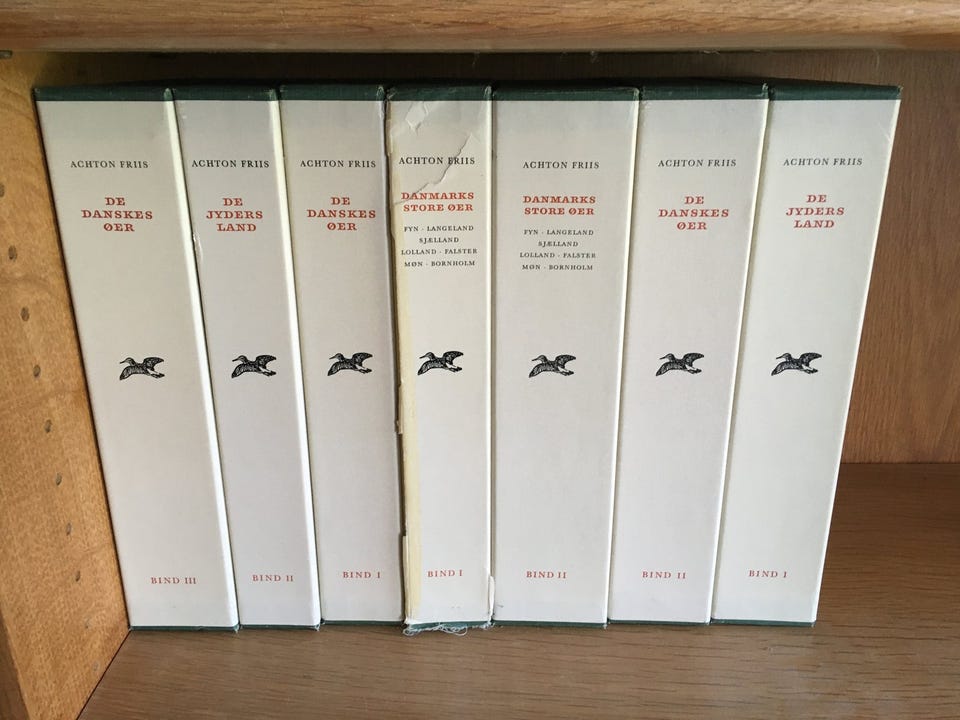 ACHTON FRIIS
DE
DANSKES
ØER
BIND III
ACHTON FRIIS
DE
JYDERS
LAND
BIND II
ACHTON FRIIS
DE
DANSKES
ØER
BIND I
ACHTON FRIIS
DANMARKS
STORE ØER
FYN · LANGELAND
SJÆLLAND
LOLLAND · FALSTER
MØN · BORNHOLM
BIND I
ACHTON FRIIS
DANMARKS
STORE ØER
FYN · LANGELAND
SJÆLLAND
LOLLAND · FALSTER
MØN · BORNHOLM
BIND II
ACHTON FRIIS
DE
DANSKES
ØER
BIND II
ACHTON FRIIS
DE
JYDERS
LAND
BIND I